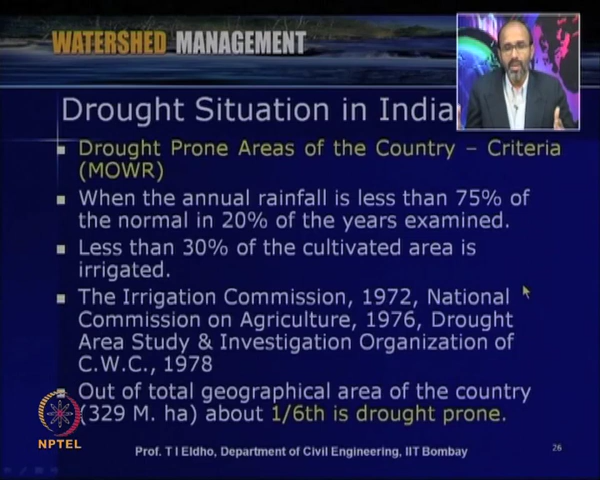 WATERSHED MANAGEMENT
Drought Situation in India
Drought Prone Areas of the Country – Criteria
(MOWR)
When the annual rainfall is less than 75% of
the normal in 20% of the years examined.
Less than 30% of the cultivated area is
irrigated.
The Irrigation Commission, 1972, National
Commission on Agriculture, 1976, Drought
Area Study & Investigation Organization of
C.W.C., 1978
Out of total geographical area of the country
(329 M. ha) about 1/6th is drought prone.
NPTEL
Prof. T I Eldho, Department of Civil Engineering, IIT Bombay
26